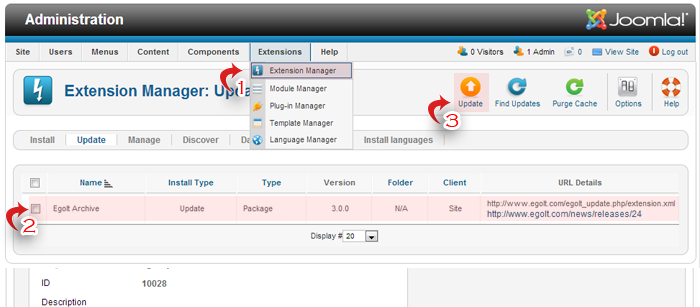 Administration
Joomla!
Site Users Menus Content Components Extensions Help
0 Visitors 1 Admin 0 View Site Log out
Extension Manager
Module Manager
Plug-in Manager
Template Manager
Language Manager
1
Extension Manager: Upda
Update Find Updates Purge Cache Options Help
3
Install Update Manage Discover Da Install languages
Name Install Type Type Version Folder Client URL Details
Egolt Archive Update Package 3.0.0 N/A Site http://www.egolt.com/egolt_update.php/extension.xml
http://www.egolt.com/news/releases/24
2
Display # 20
ID 10028
Description